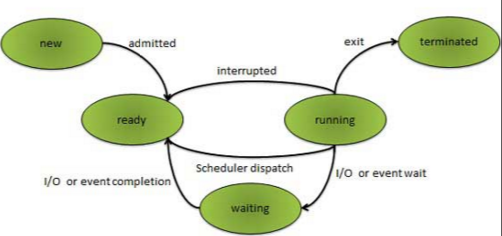 new
admitted
exit
terminated
interrupted
ready
running
Scheduler dispatch
I/O or event completion
I/O or event wait
waiting